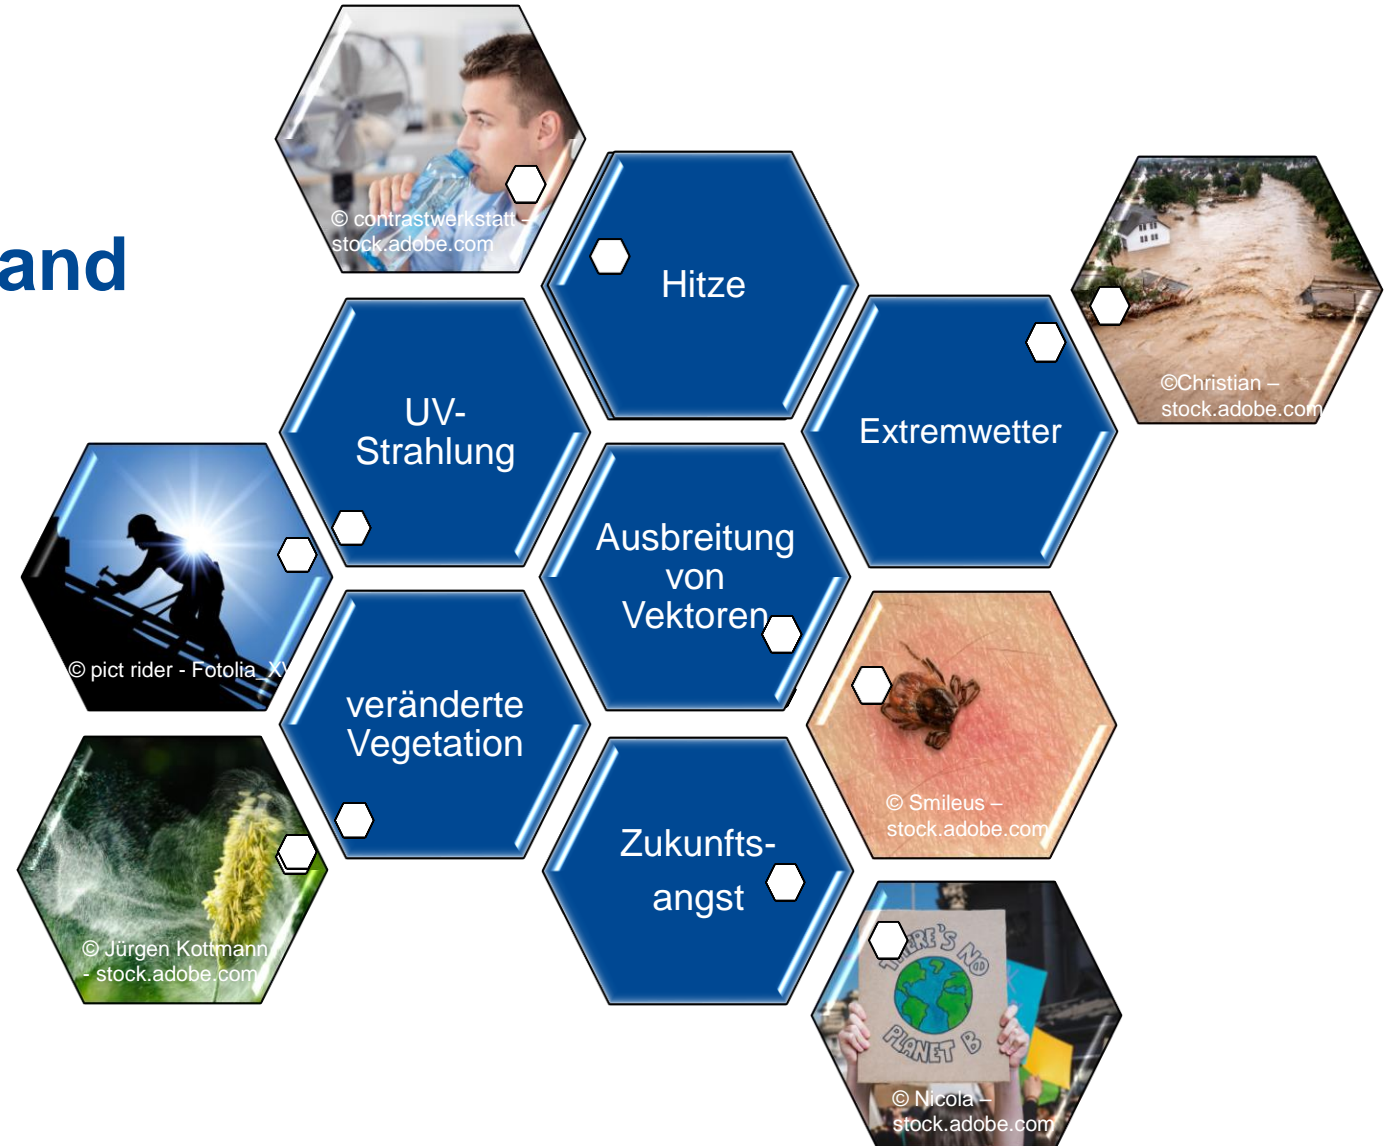 and
© contrastwerkstatt –
stock.adobe.com
Hitze
©Christian –
stock.adobe.com
UV-
Strahlung
Extremwetter
Ausbreitung
von
Vektoren
© pict rider - Fotolia_XV
veränderte
Vegetation
© Smileus –
stock.adobe.com
Zukunfts-
angst
© Jürgen Kottmann
- stock.adobe.com
THERE'S NO
PLANET B
© Nicola –
stock.adobe.com